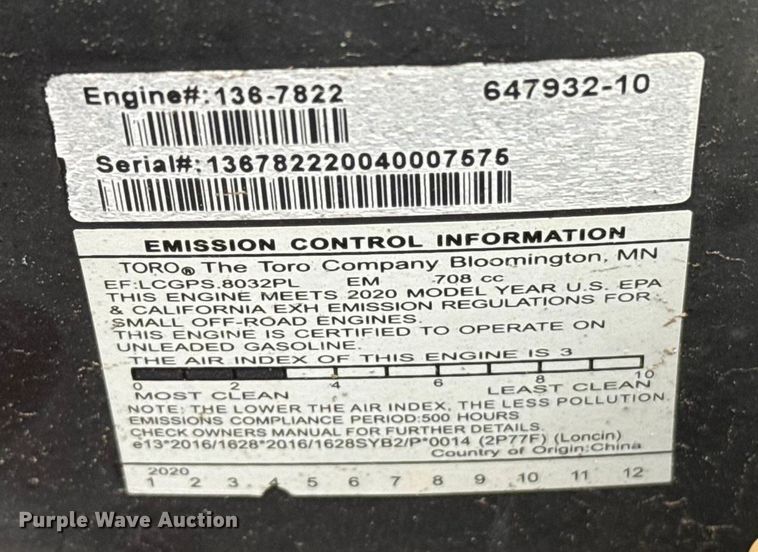 Engine#:136-7822 647932-10
Serial#:136782220040007575
EMISSION CONTROL INFORMATION
TORO® The Toro Company Bloomington, MN
EF:LCGPS.8032PL EM 708 cc
THIS ENGINE MEETS 2020 MODEL YEAR U.S. EPA
& CALIFORNIA EXH EMISSION REGULATIONS FOR
SMALL OFF-ROAD ENGINES.
THIS ENGINE IS CERTIFIED TO OPERATE ON
UNLEADED GASOLINE.
THE AIR INDEX OF THIS ENGINE IS 3
0 2 4 6 8 10
MOST CLEAN LEAST CLEAN
NOTE: THE LOWER THE AIR INDEX, THE LESS POLLUTION.
EMISSIONS COMPLIANCE PERIOD:500 HOURS
CHECK OWNERS MANUAL FOR FURTHER DETAILS.
e13*2016/1628*2016/1628SYB2/P*0014 (2P77F) (Loncin)
Country of Origin:China
2020
1 2 3 4 5 6 7 8 9 10 11 12
Purple Wave Auction